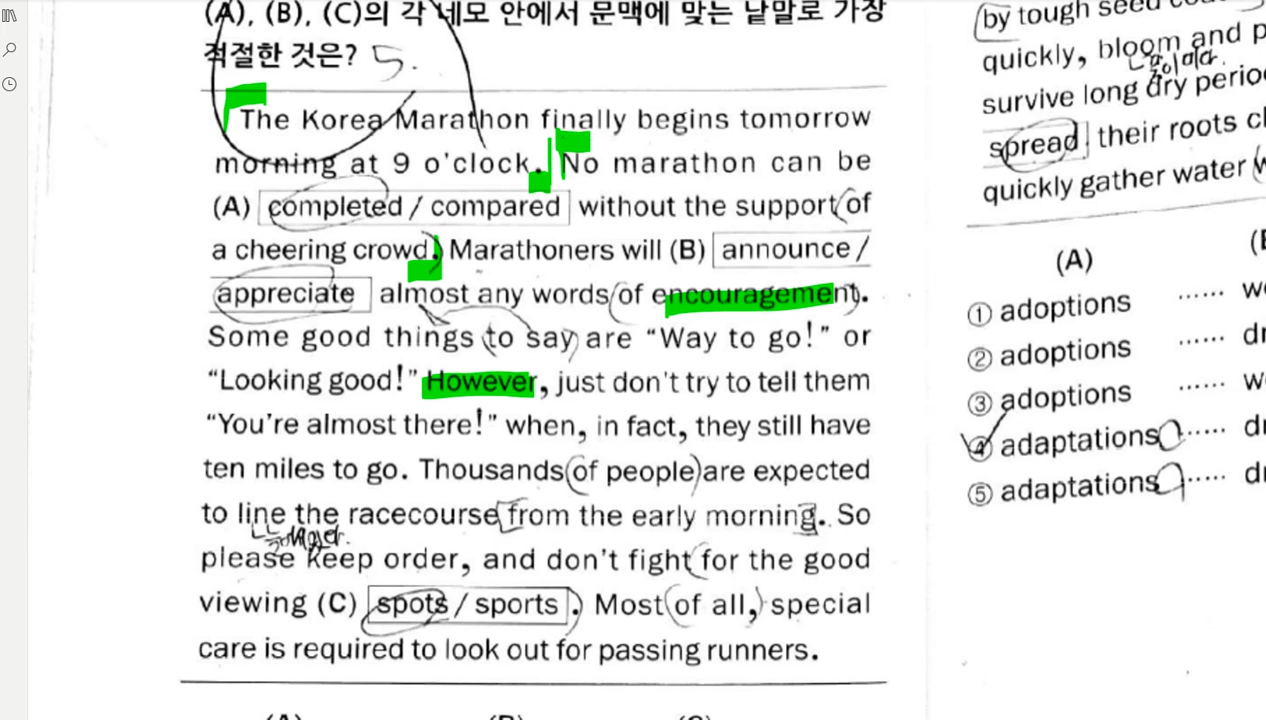 (A), (B), (C)의 각 네모 안에서 문맥에 맞는 낱말로 가장
적절한 것은? 5.
The Korea Marathon finally begins tomorrow
morning at 9 o'clock. No marathon can be
(A) completed / compared without the support of
a cheering crowd. Marathoners will (B) announce /
appreciate almost any words of encouragement.
Some good things to say are “Way to go!” or
“Looking good!” However, just don't try to tell them
“You're almost there!” when, in fact, they still have
ten miles to go. Thousands of people are expected
to line the racecourse from the early morning. So
please keep order, and don't fight for the good
viewing (C) spots / sports. Most of all, special
care is required to look out for passing runners.
(A) (B) (C)
by tough seed
quickly, bloom and
survive long dry
spread their roots
quickly gather water
(A)
① adoptions ……
② adoptions ……
③ adoptions ……
④ adaptations ……
⑤ adaptations ……